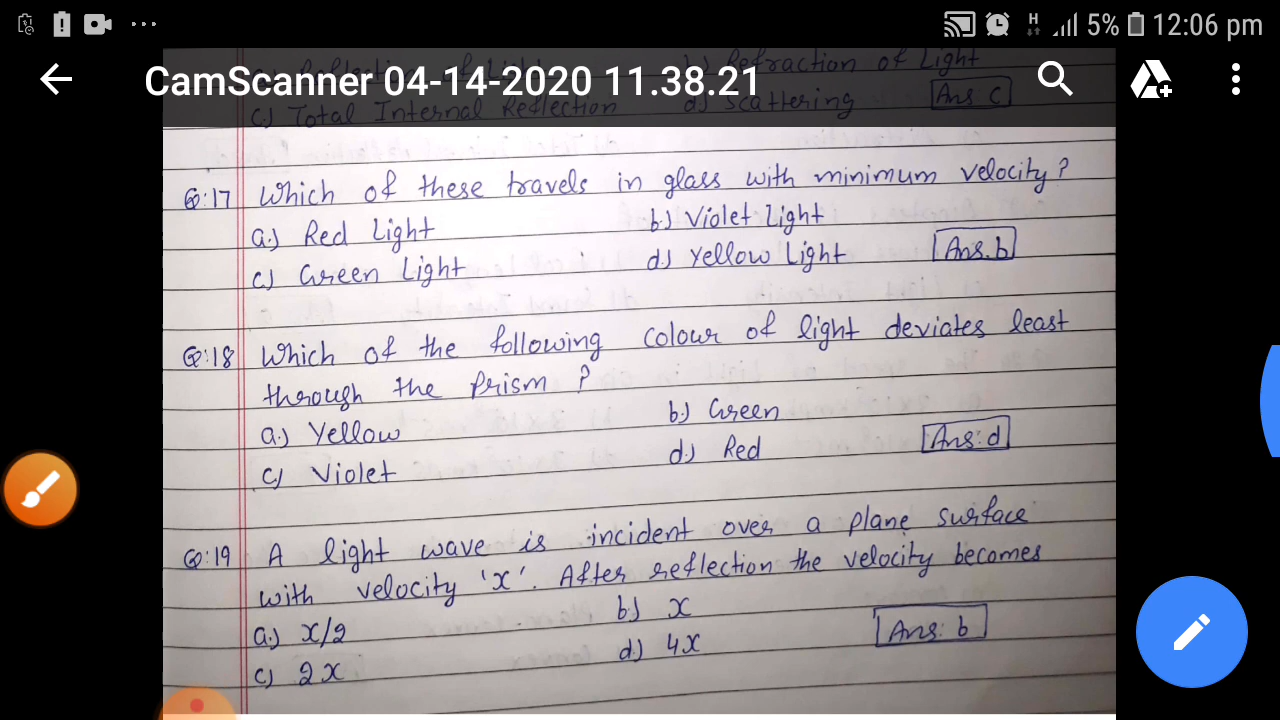 5% 12:06 pm
CamScanner 04-14-2020 11.38.21
b.) Refraction of Light
c.) Total Internal Reflection d.) Scattering Ans c
Q:17 Which of these travels in glass with minimum velocity?
a.) Red Light b.) Violet Light
c.) Green Light d.) Yellow Light Ans. b
Q:18 Which of the following colour of light deviates least
through the Prism ?
a.) Yellow b.) Green
c.) Violet d.) Red Ans: d
Q:19 A light wave is incident over a plane surface
with velocity 'x'. After reflection the velocity becomes
a.) x/2 b.) x
c.) 2x d.) 4x Ans: b